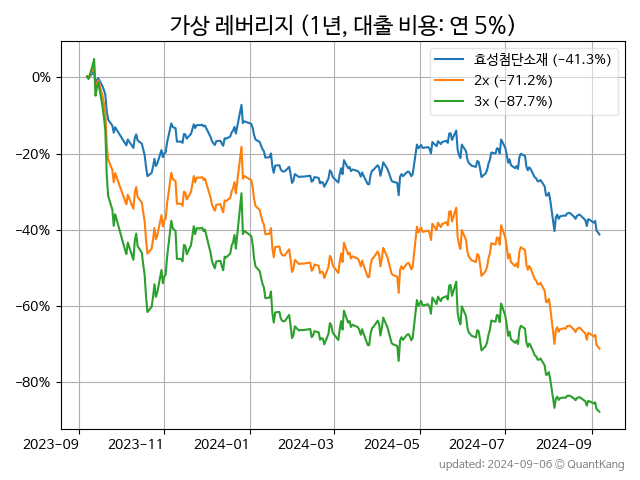 가상 레버리지 (1년, 대출 비용: 연 5%)
효성첨단소재 (−41.3%)
2x (−71.2%)
3x (−87.7%)
0%
−20%
−40%
−60%
−80%
2023-09 2023-11 2024-01 2024-03 2024-05 2024-07 2024-09
updated: 2024-09-06 © QuantKang